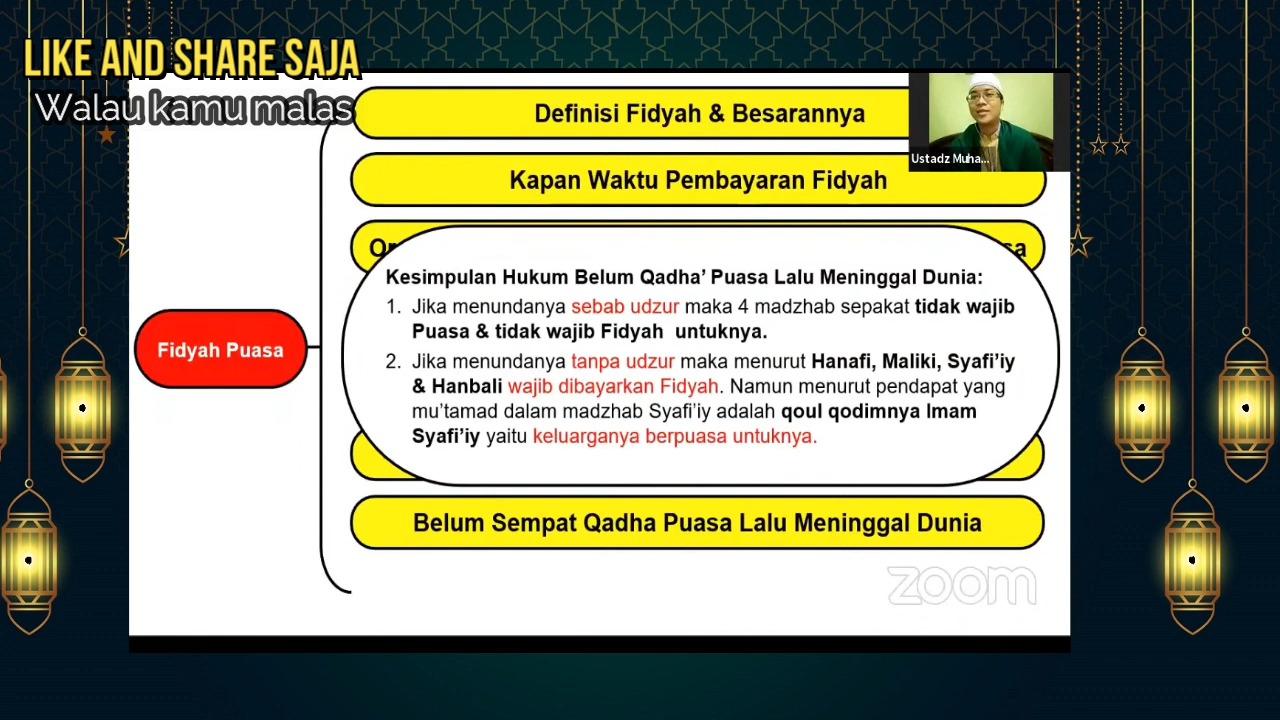 LIKE AND SHARE SAJA
Walau kamu malas
Definisi Fidyah & Besarannya
Ustadz Muha...
Kapan Waktu Pembayaran Fidyah
Kesimpulan Hukum Belum Qadha' Puasa Lalu Meninggal Dunia:
1. Jika menundanya sebab udzur maka 4 madzhab sepakat tidak wajib
Puasa & tidak wajib Fidyah untuknya.
2. Jika menundanya tanpa udzur maka menurut Hanafi, Maliki, Syafi'iy
& Hanbali wajib dibayarkan Fidyah. Namun menurut pendapat yang
mu'tamad dalam madzhab Syafi'iy adalah qoul qodimnya Imam
Syafi'iy yaitu keluarganya berpuasa untuknya.
Fidyah Puasa
Belum Sempat Qadha Puasa Lalu Meninggal Dunia
zoom